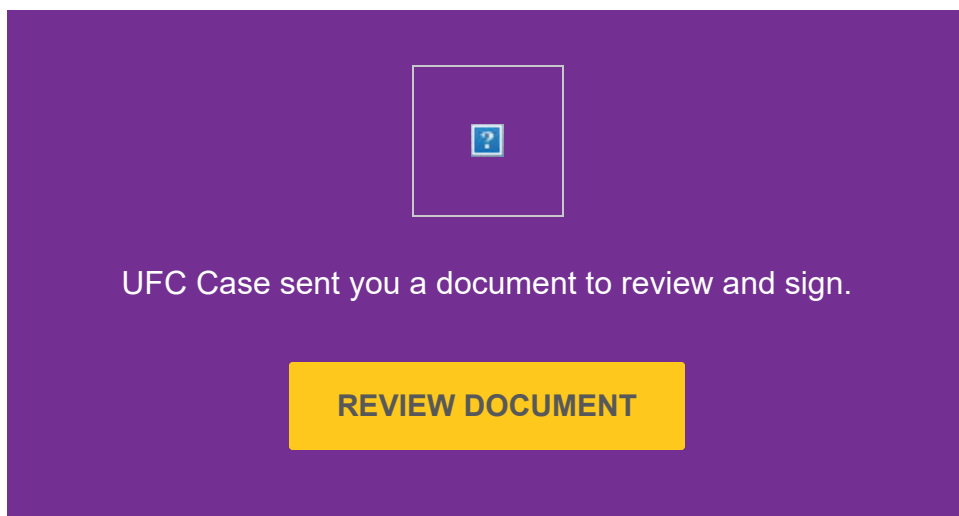 ?
UFC Case sent you a document to review and sign.
REVIEW DOCUMENT